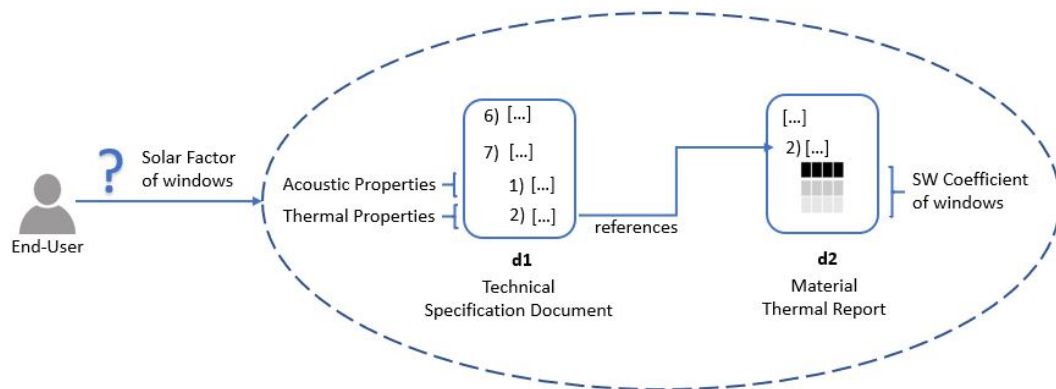 ?
Solar Factor
of windows
End-User
Acoustic Properties
Thermal Properties
6) [...]
7) [...]
1) [...]
2) [...]
references
d1
Technical
Specification Document
[...]
2) [...]
SW Coefficient
of windows
d2
Material
Thermal Report